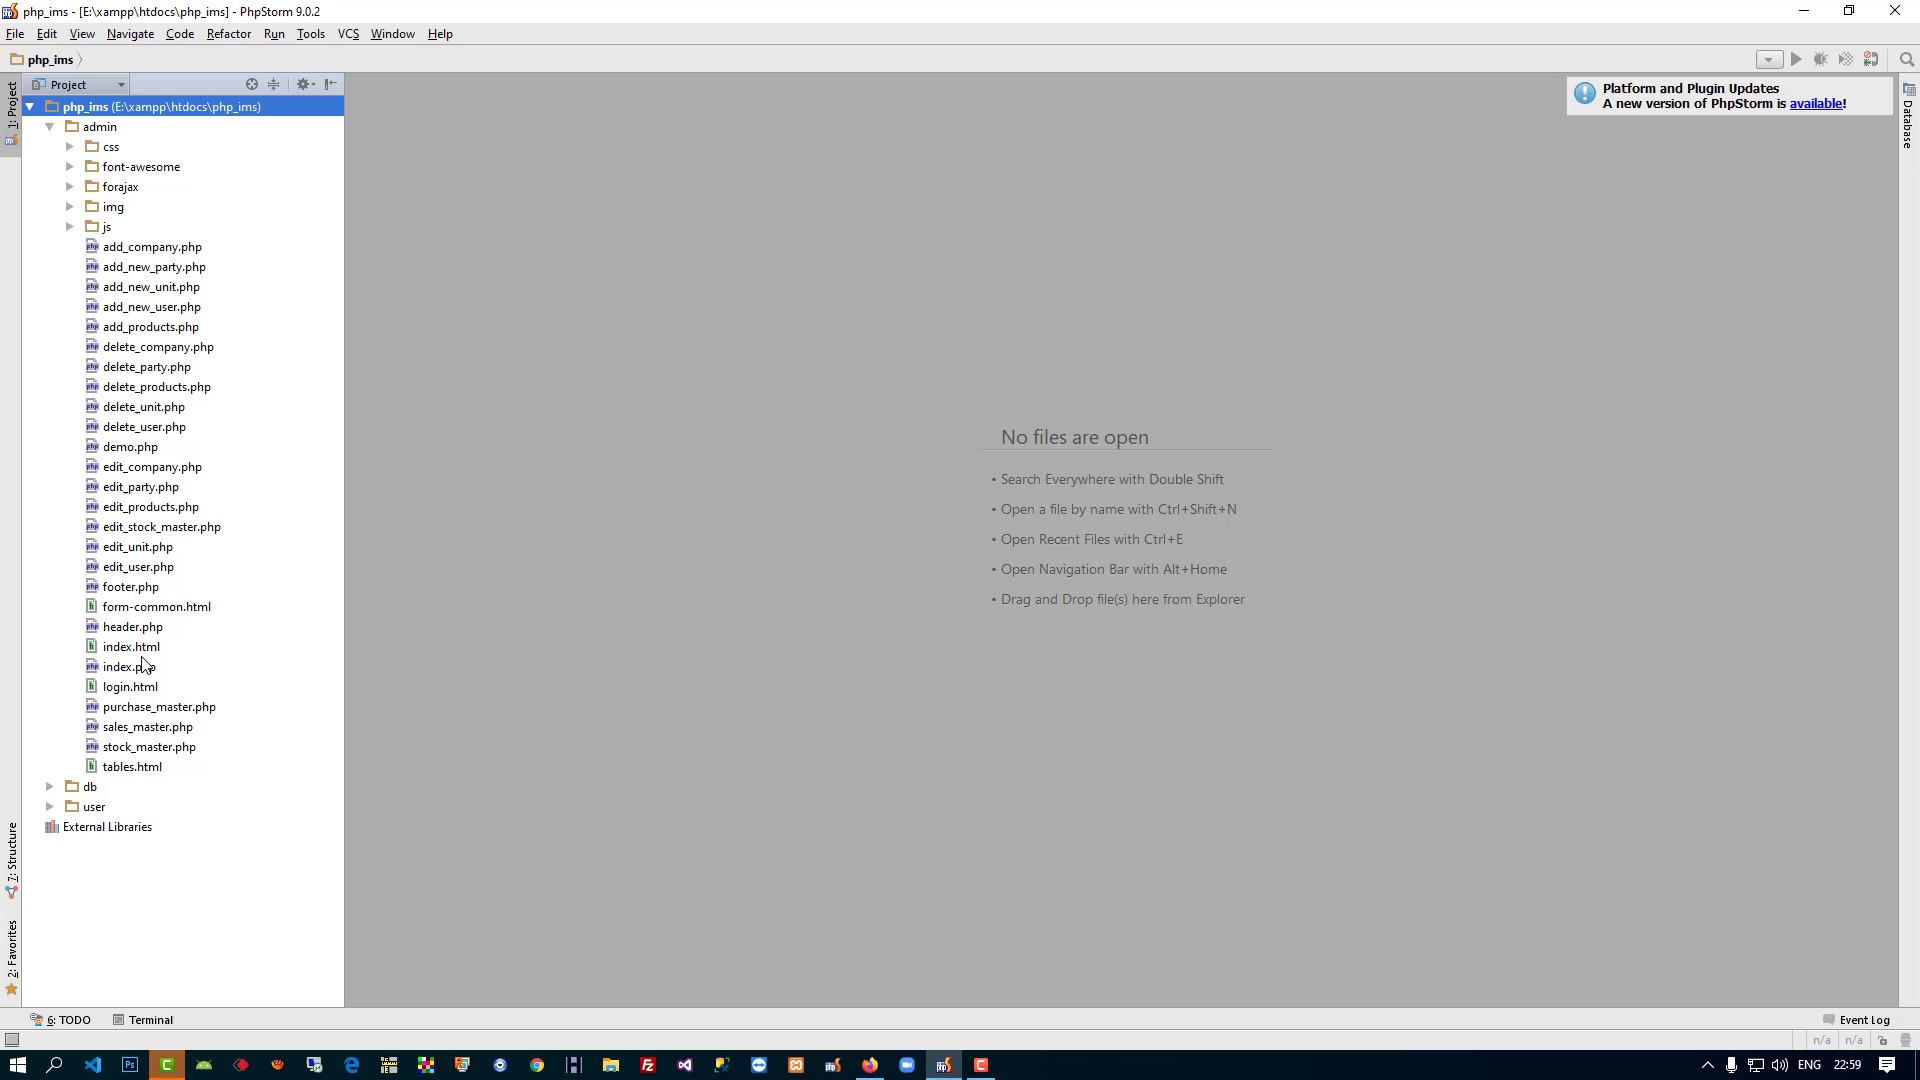 php_ims - [E:\xampp\htdocs\php_ims] - PhpStorm 9.0.2
File Edit View Navigate Code Refactor Run Tools VCS Window Help
php_ims
1: Project
Project
php_ims (E:\xampp\htdocs\php_ims)
admin
css
font-awesome
forajax
img
js
add_company.php
add_new_party.php
add_new_unit.php
add_new_user.php
add_products.php
delete_company.php
delete_party.php
delete_products.php
delete_unit.php
delete_user.php
demo.php
edit_company.php
edit_party.php
edit_products.php
edit_stock_master.php
edit_unit.php
edit_user.php
footer.php
form-common.html
header.php
index.html
index.php
login.html
purchase_master.php
sales_master.php
stock_master.php
tables.html
db
user
External Libraries
7: Structure
2: Favorites
No files are open
• Search Everywhere with Double Shift
• Open a file by name with Ctrl+Shift+N
• Open Recent Files with Ctrl+E
• Open Navigation Bar with Alt+Home
• Drag and Drop file(s) here from Explorer
Platform and Plugin Updates
A new version of PhpStorm is available!
Database
6: TODO Terminal Event Log
n/a n/a
ENG 22:59